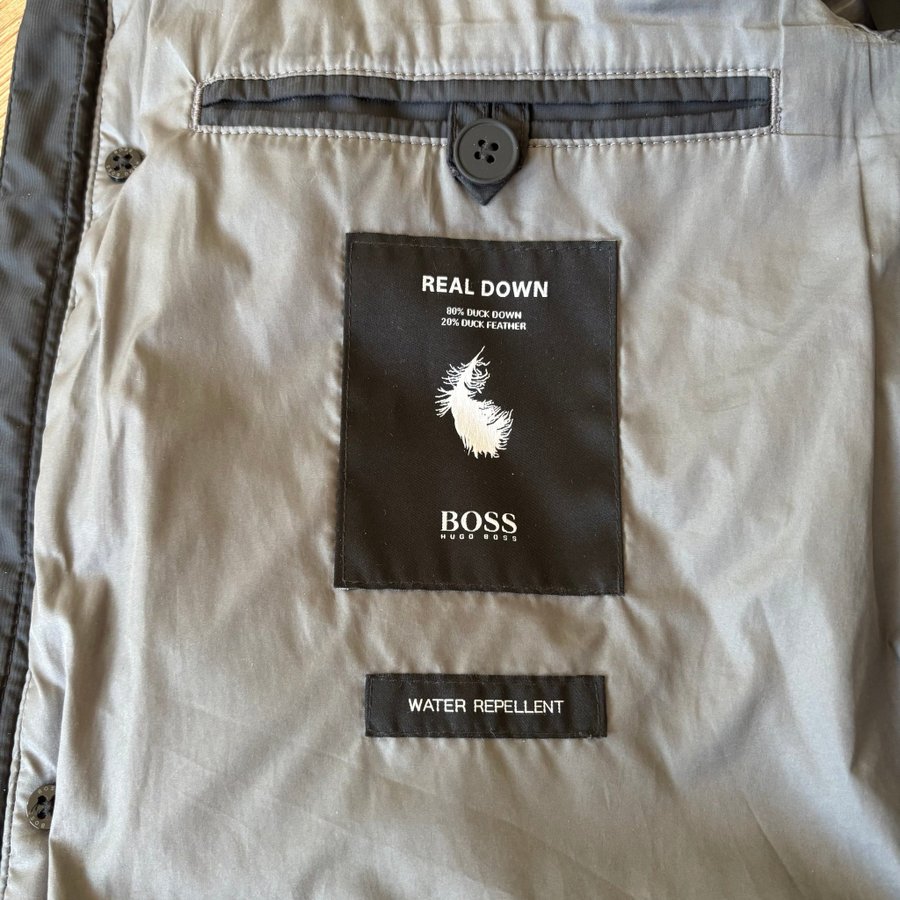 REAL DOWN
80% DUCK DOWN
20% DUCK FEATHER
BOSS
HUGO BOSS
WATER REPELLENT